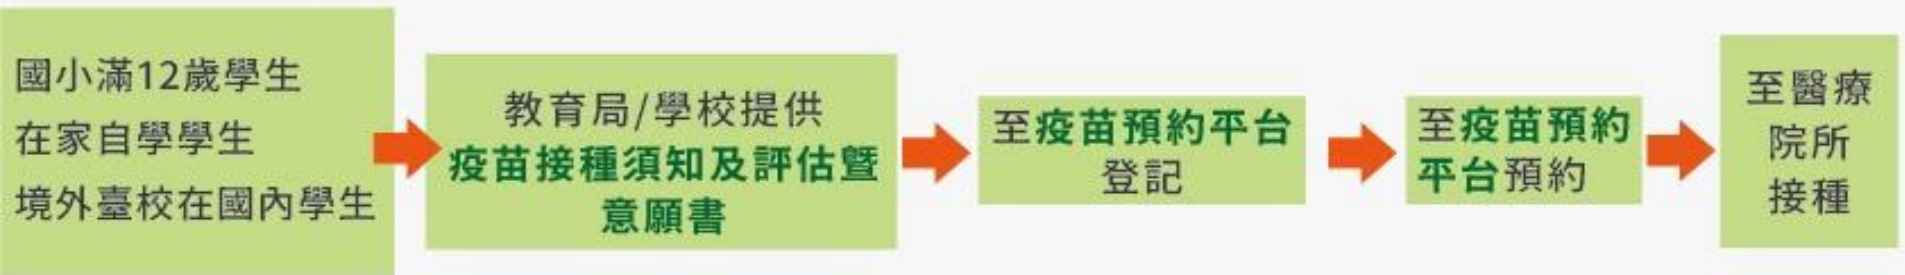 國小滿12歲學生
在家自學學生
境外臺校在國內學生
教育局/學校提供
疫苗接種須知及評估暨
意願書
至疫苗預約平台
登記
至疫苗預約
平台預約
至醫療
院所
接種